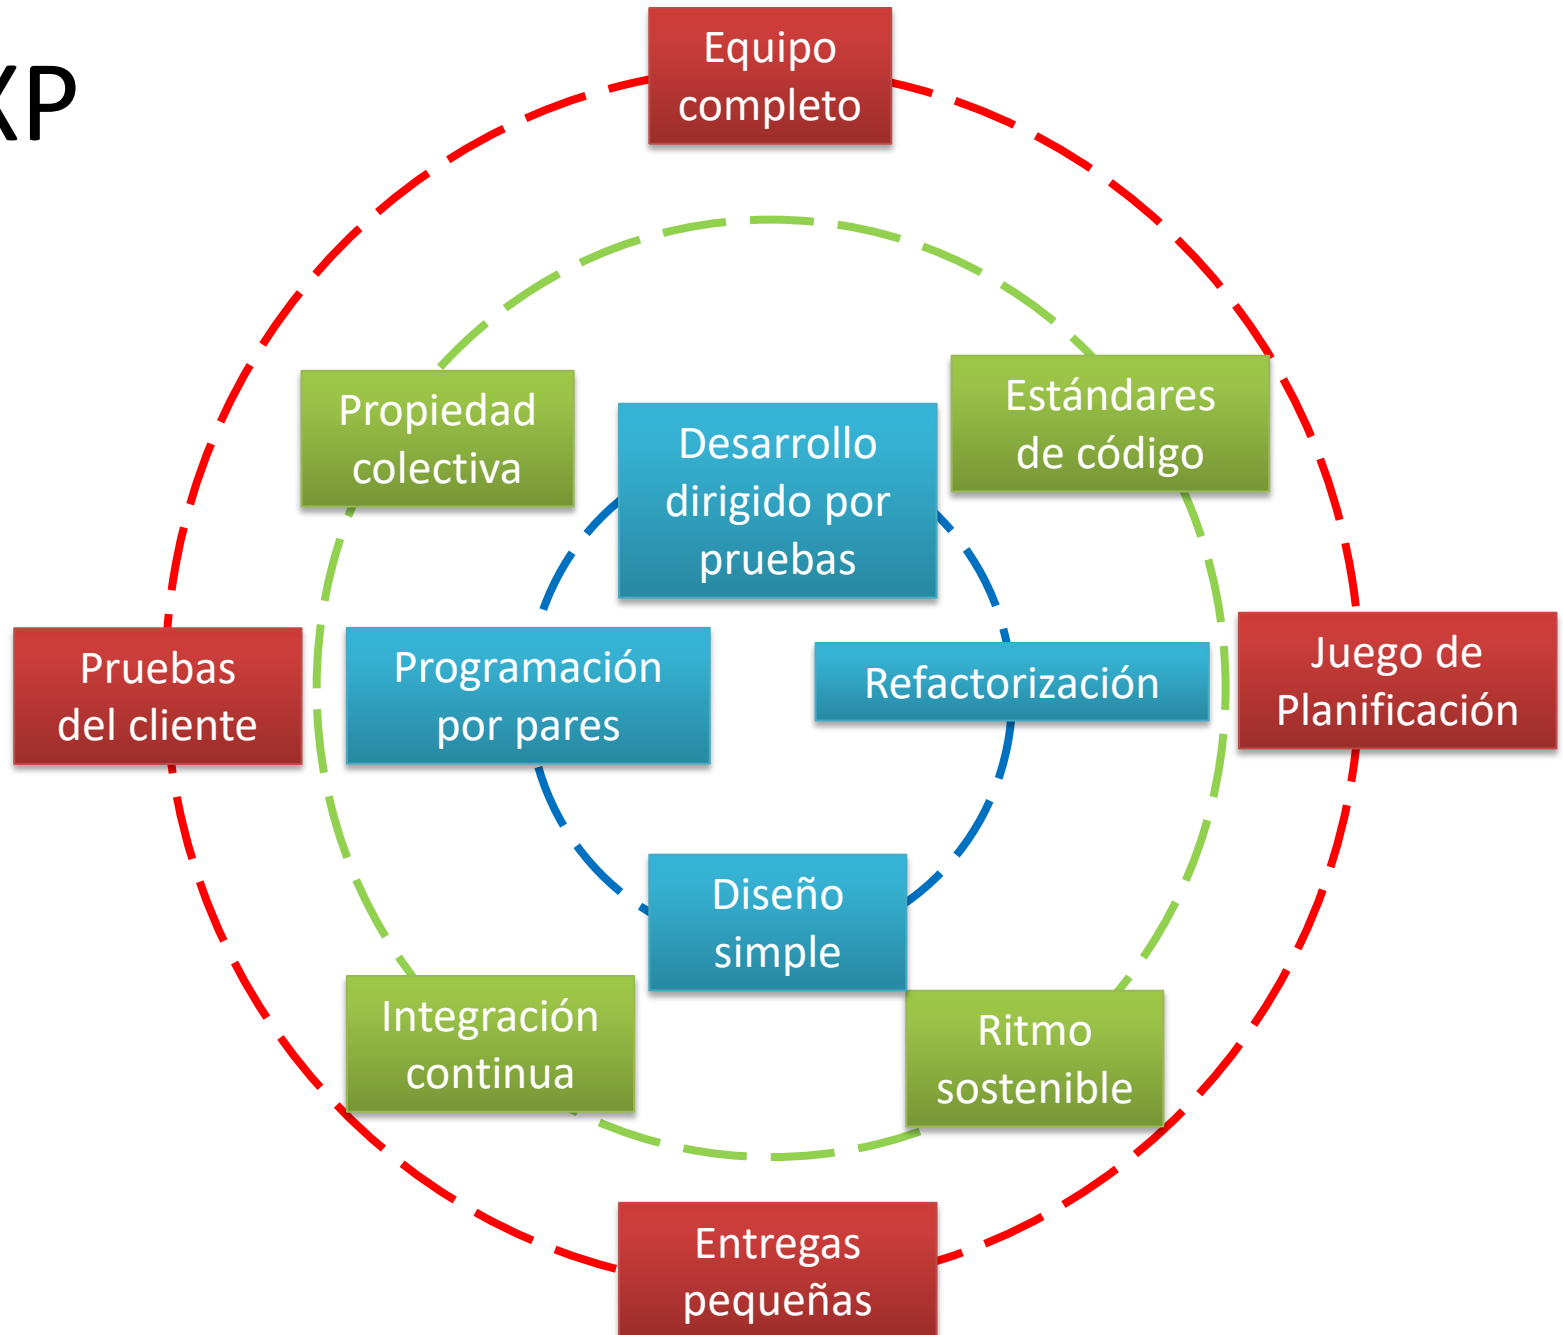 XP
Equipo
completo
Propiedad
colectiva
Desarrollo
dirigido por
pruebas
Estándares
de código
Pruebas
del cliente
Programación
por pares
Refactorización
Juego de
Planificación
Diseño
simple
Integración
continua
Ritmo
sostenible
Entregas
pequeñas